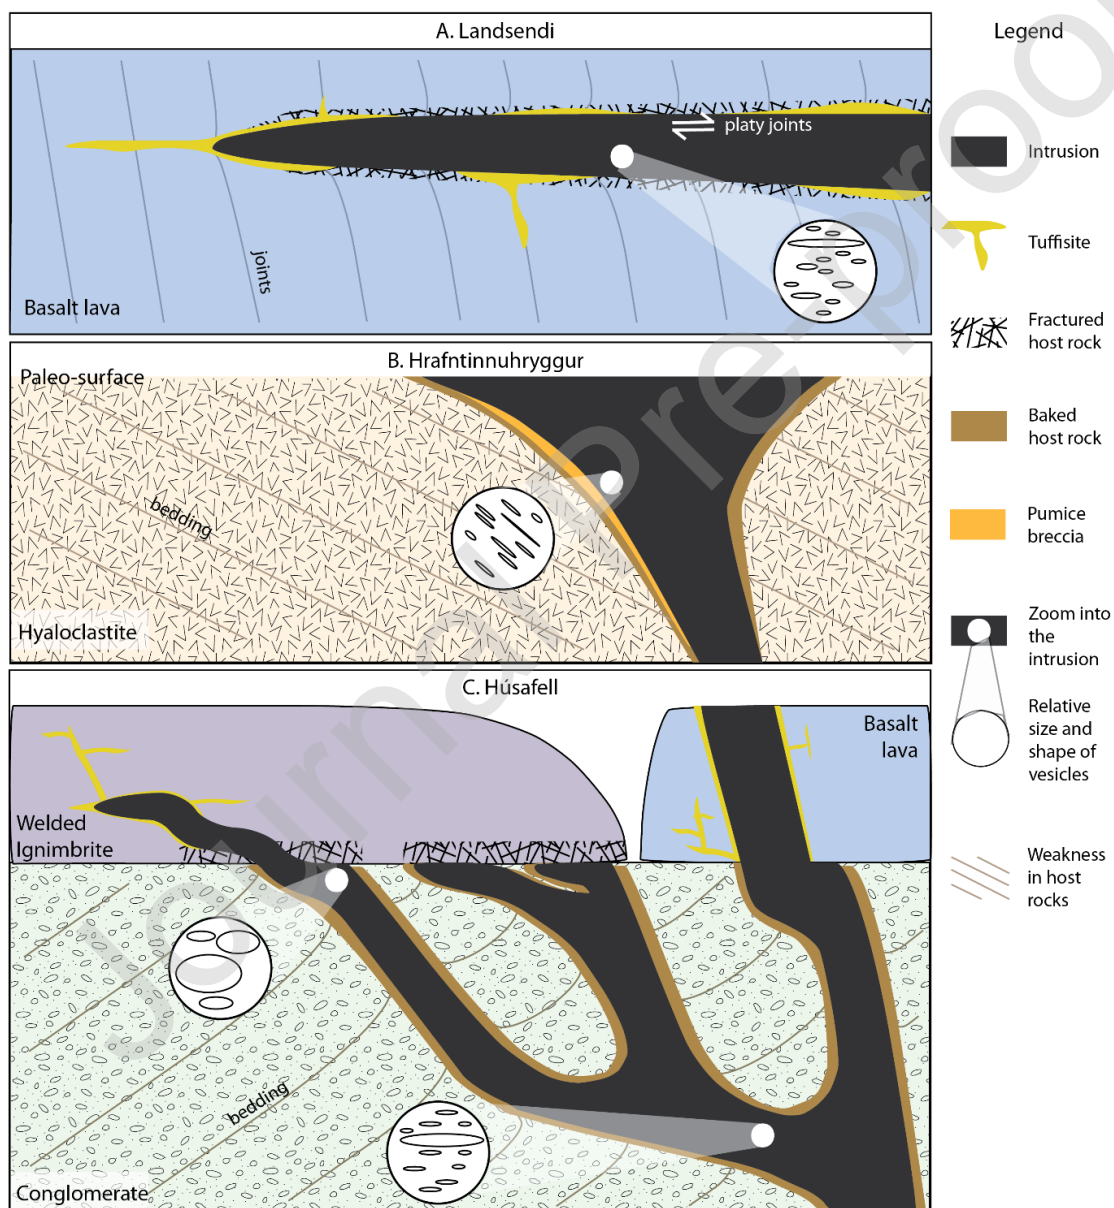 A. Landsendi
platy joints
joints
Basalt lava
B. Hrafntinnuhryggur
Paleo-surface
bedding
Hyaloclastite
C. Húsafell
Basalt
lava
Welded
Ignimbrite
bedding
Conglomerate
Legend
Intrusion
Tuffisite
Fractured
host rock
Baked
host rock
Pumice
breccia
Zoom into
the
intrusion
Relative
size and
shape of
vesicles
Weakness
in host
rocks
Journal Pre-proo